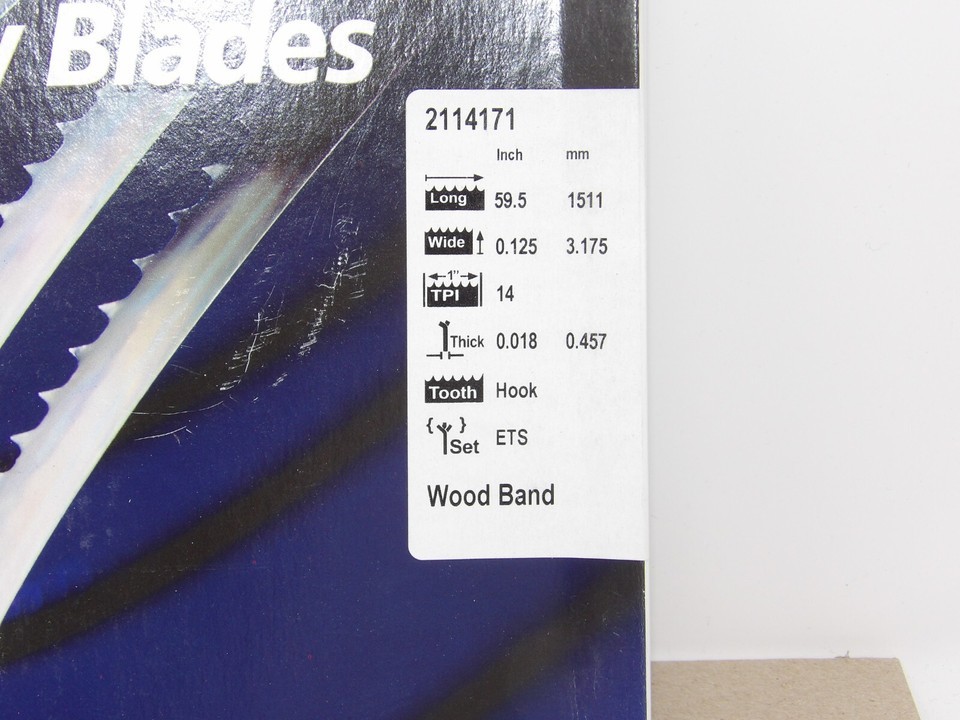 y Blades
2114171
Inch mm
Long 59.5 1511
Wide 0.125 3.175
1"
TPI 14
Thick 0.018 0.457
Tooth Hook
{ } Set ETS
Wood Band